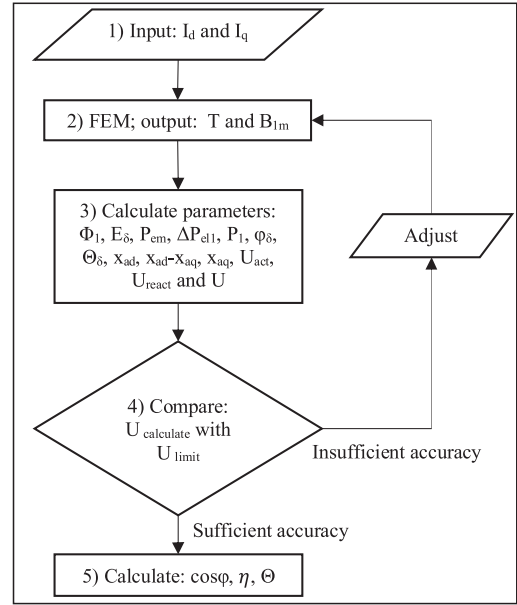 1) Input: I_d and I_q
2) FEM; output: T and B_1m
3) Calculate parameters:
Φ_1, E_δ, P_em, ΔP_el1, P_1, φ_δ,
Θ_δ, x_ad, x_ad-x_aq, x_aq, U_act,
U_react and U
Adjust
4) Compare:
U calculate with
U limit
Insufficient accuracy
Sufficient accuracy
5) Calculate: cosφ, η, Θ